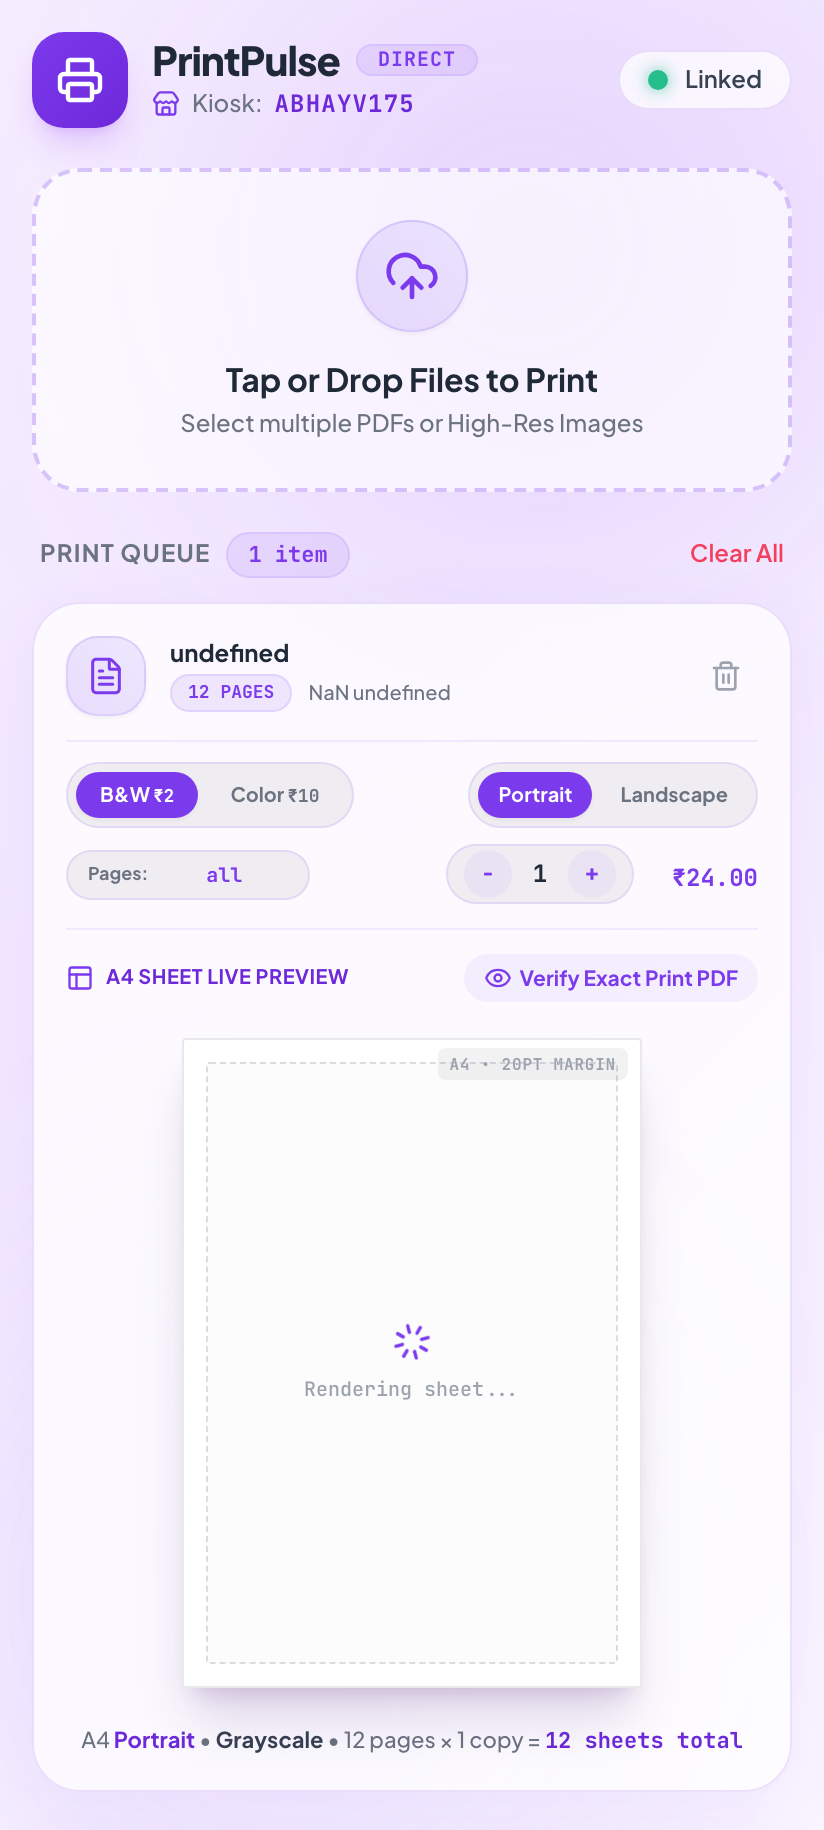 PrintPulse DIRECT
Kiosk: ABHAYV175
Linked
Tap or Drop Files to Print
Select multiple PDFs or High-Res Images
PRINT QUEUE 1 item Clear All
undefined
12 PAGES NaN undefined
B&W ₹2 Color ₹10 Portrait Landscape
Pages: all - 1 + ₹24.00
A4 SHEET LIVE PREVIEW Verify Exact Print PDF
A4 • 20PT MARGIN
Rendering sheet...
A4 Portrait • Grayscale • 12 pages × 1 copy = 12 sheets total